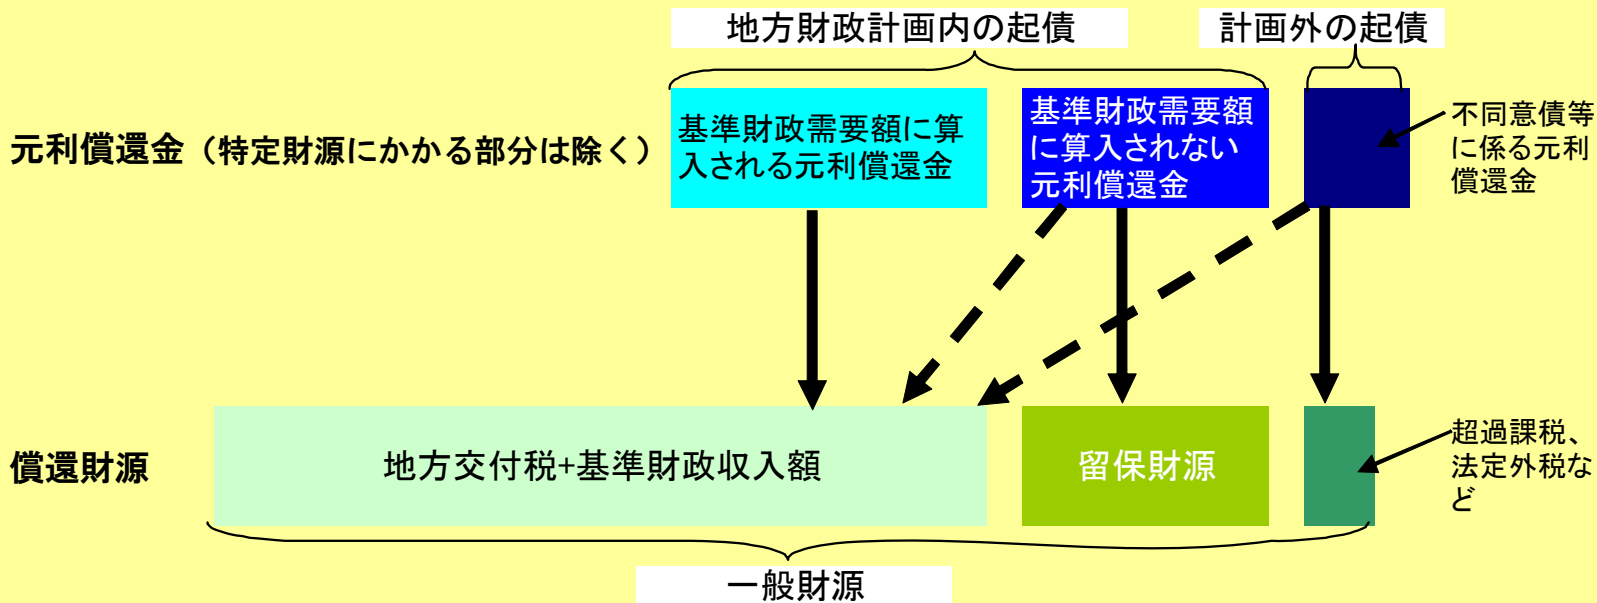 地方財政計画内の起債
計画外の起債
元利償還金（特定財源にかかる部分は除く）
基準財政需要額に算
入される元利償還金
基準財政需要額
に算入されない
元利償還金
不同意債等
に係る元利
償還金
償還財源
地方交付税+基準財政収入額
留保財源
超過課税、
法定外税な
ど
一般財源